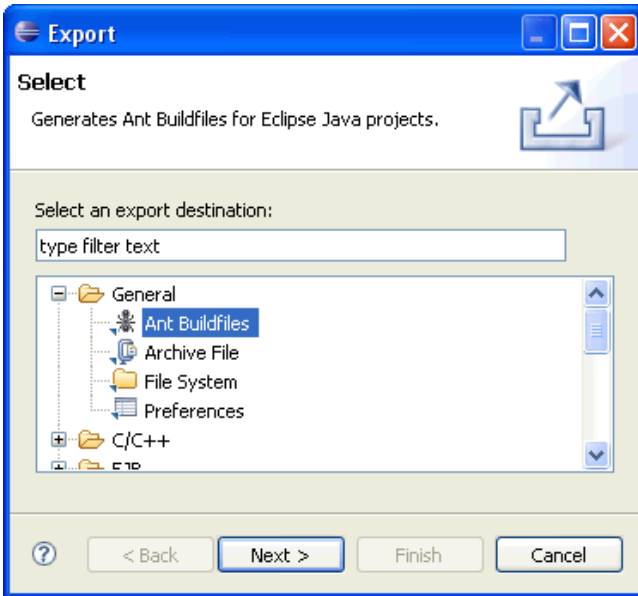 Export
Select
Generates Ant Buildfiles for Eclipse Java projects.
Select an export destination:
type filter text
General
Ant Buildfiles
Archive File
File System
Preferences
C/C++
EJB
? < Back Next > Finish Cancel